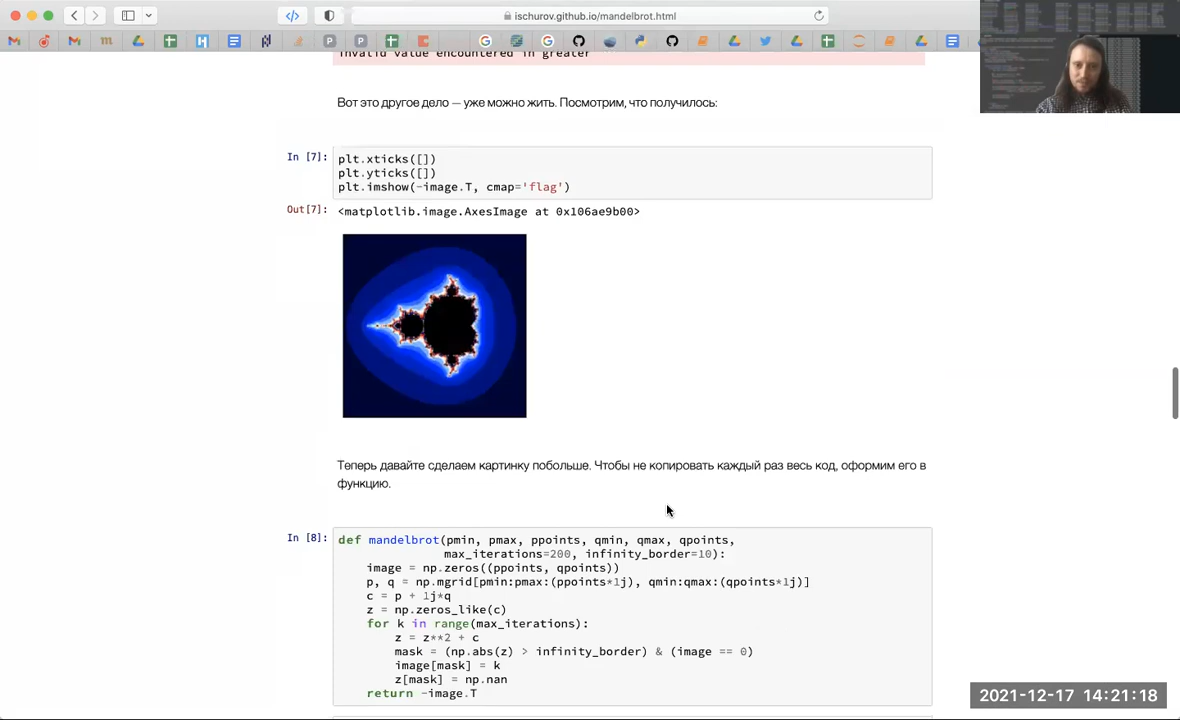 ischurov.github.io/mandelbrot.html
invalid value encountered in greater
Вот это другое дело — уже можно жить. Посмотрим, что получилось:
In [7]:
plt.xticks([])
plt.yticks([])
plt.imshow(-image.T, cmap='flag')
Out[7]:
<matplotlib.image.AxesImage at 0x106ae9b00>
Теперь давайте сделаем картинку побольше. Чтобы не копировать каждый раз весь код, оформим его в
функцию.
In [8]:
def mandelbrot(pmin, pmax, ppoints, qmin, qmax, qpoints,
max_iterations=200, infinity_border=10):
image = np.zeros((ppoints, qpoints))
p, q = np.mgrid[pmin:pmax:(ppoints*1j), qmin:qmax:(qpoints*1j)]
c = p + 1j*q
z = np.zeros_like(c)
for k in range(max_iterations):
z = z**2 + c
mask = (np.abs(z) > infinity_border) & (image == 0)
image[mask] = k
z[mask] = np.nan
return -image.T
2021-12-17 14:21:18